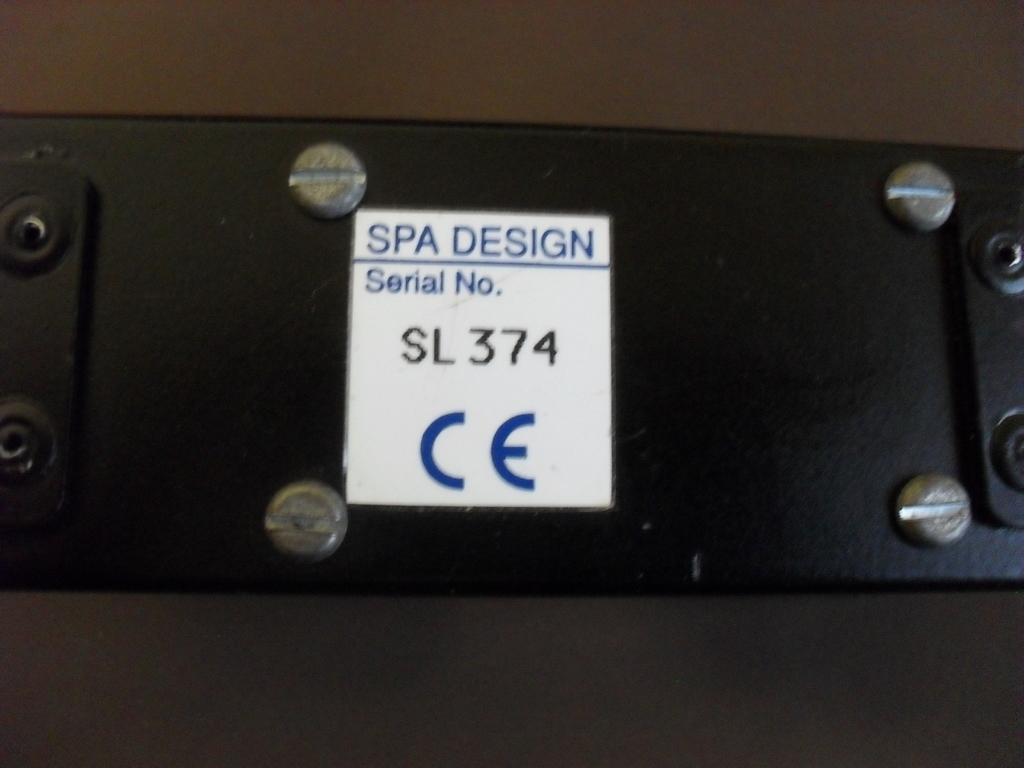 SPA DESIGN
Serial No.
SL 374
CE